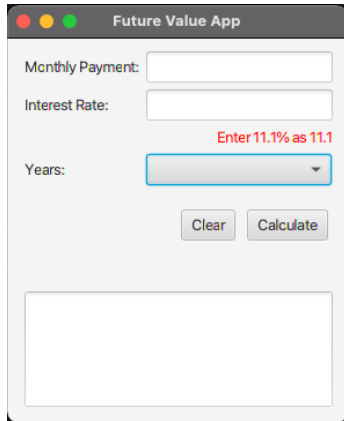 Future Value App
Monthly Payment:
Interest Rate:
Enter 11.1% as 11.1
Years:
Clear Calculate